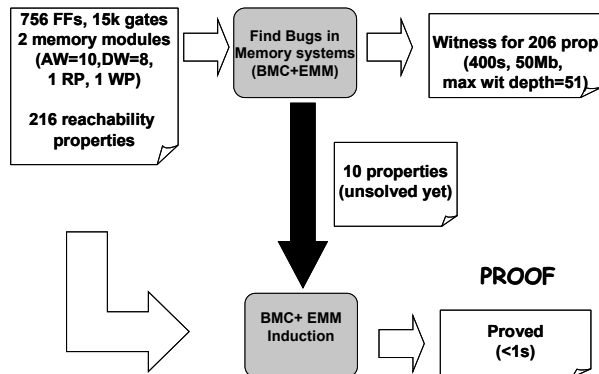 756 FFs, 15k gates
2 memory modules
(AW=10,DW=8,
1 RP, 1 WP)
216 reachability
properties
Find Bugs in
Memory systems
(BMC+EMM)
Witness for 206 prop
(400s, 50Mb,
max wit depth=51)
10 properties
(unsolved yet)
BMC+ EMM
Induction
PROOF
Proved
(<1s)